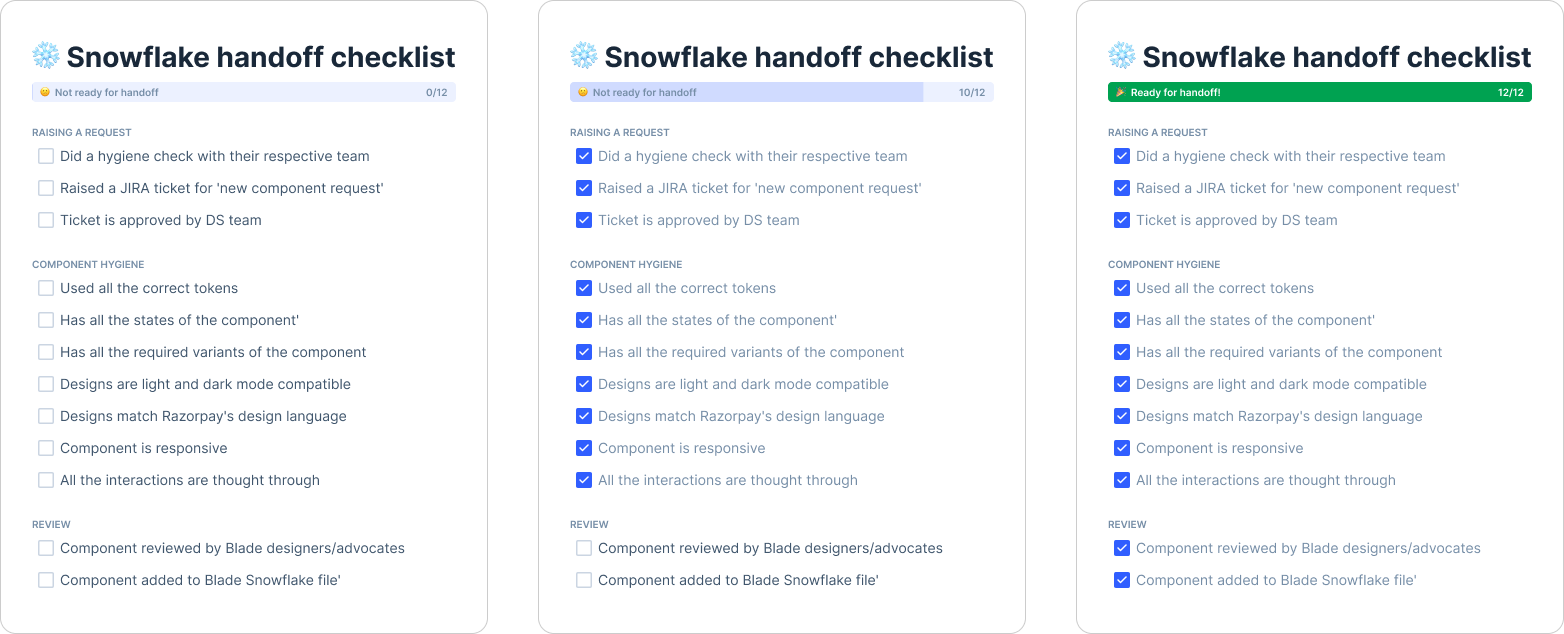 ❄️ Snowflake handoff checklist
Not ready for handoff 0/12
RAISING A REQUEST
Did a hygiene check with their respective team
Raised a JIRA ticket for 'new component request'
Ticket is approved by DS team
COMPONENT HYGIENE
Used all the correct tokens
Has all the states of the component'
Has all the required variants of the component
Designs are light and dark mode compatible
Designs match Razorpay's design language
Component is responsive
All the interactions are thought through
REVIEW
Component reviewed by Blade designers/advocates
Component added to Blade Snowflake file'
❄️ Snowflake handoff checklist
Not ready for handoff 10/12
RAISING A REQUEST
Did a hygiene check with their respective team
Raised a JIRA ticket for 'new component request'
Ticket is approved by DS team
COMPONENT HYGIENE
Used all the correct tokens
Has all the states of the component'
Has all the required variants of the component
Designs are light and dark mode compatible
Designs match Razorpay's design language
Component is responsive
All the interactions are thought through
REVIEW
Component reviewed by Blade designers/advocates
Component added to Blade Snowflake file'
❄️ Snowflake handoff checklist
🎉 Ready for handoff! 12/12
RAISING A REQUEST
Did a hygiene check with their respective team
Raised a JIRA ticket for 'new component request'
Ticket is approved by DS team
COMPONENT HYGIENE
Used all the correct tokens
Has all the states of the component'
Has all the required variants of the component
Designs are light and dark mode compatible
Designs match Razorpay's design language
Component is responsive
All the interactions are thought through
REVIEW
Component reviewed by Blade designers/advocates
Component added to Blade Snowflake file'